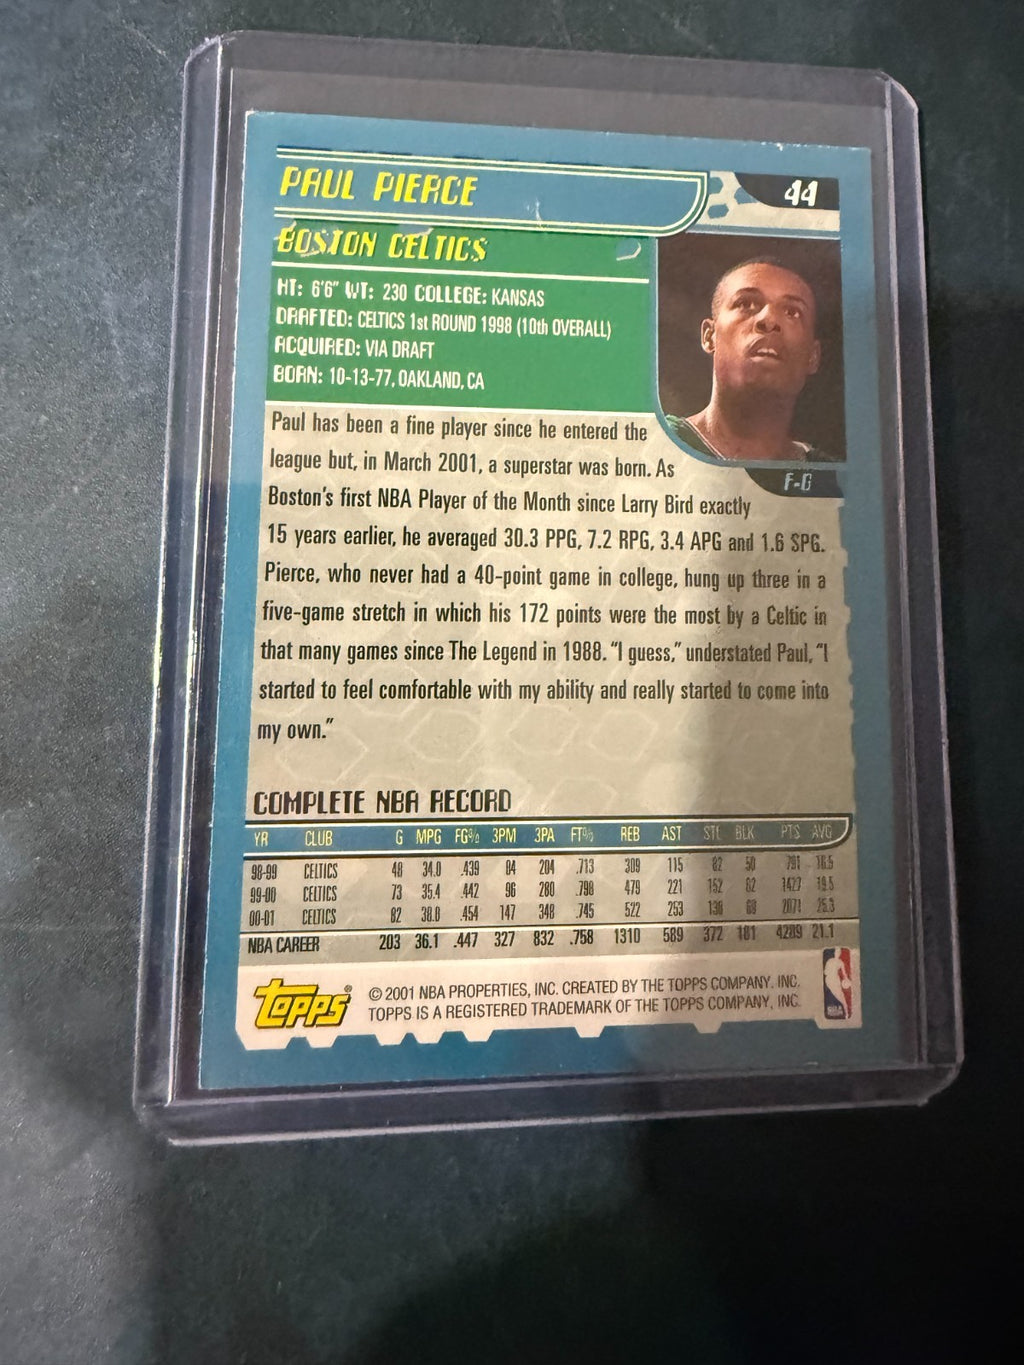 PAUL PIERCE
44
BOSTON CELTICS
HT: 6'6" WT: 230 COLLEGE: KANSAS
DRAFTED: CELTICS 1st ROUND 1998 (10th OVERALL)
ACQUIRED: VIA DRAFT
BORN: 10-13-77, OAKLAND, CA
F-G
Paul has been a fine player since he entered the
league but, in March 2001, a superstar was born. As
Boston's first NBA Player of the Month since Larry Bird exactly
15 years earlier, he averaged 30.3 PPG, 7.2 RPG, 3.4 APG and 1.6 SPG.
Pierce, who never had a 40-point game in college, hung up three in a
five-game stretch in which his 172 points were the most by a Celtic in
that many games since The Legend in 1988. "I guess," understated Paul, "I
started to feel comfortable with my ability and really started to come into
my own."
COMPLETE NBA RECORD
YR CLUB G MPG FG% 3PM 3PA FT% REB AST STL BLK PTS AVG
98-99 CELTICS 48 34.0 .439 84 204 .713 309 115 82 50 791 16.5
99-00 CELTICS 73 35.4 .442 96 280 .798 479 221 152 62 1427 19.5
00-01 CELTICS 82 38.0 .454 147 348 .745 522 253 138 69 2071 25.3
NBA CAREER 203 36.1 .447 327 832 .758 1310 589 372 181 4289 21.1
TOPPS® © 2001 NBA PROPERTIES, INC. CREATED BY THE TOPPS COMPANY, INC.
TOPPS IS A REGISTERED TRADEMARK OF THE TOPPS COMPANY, INC.
NBA